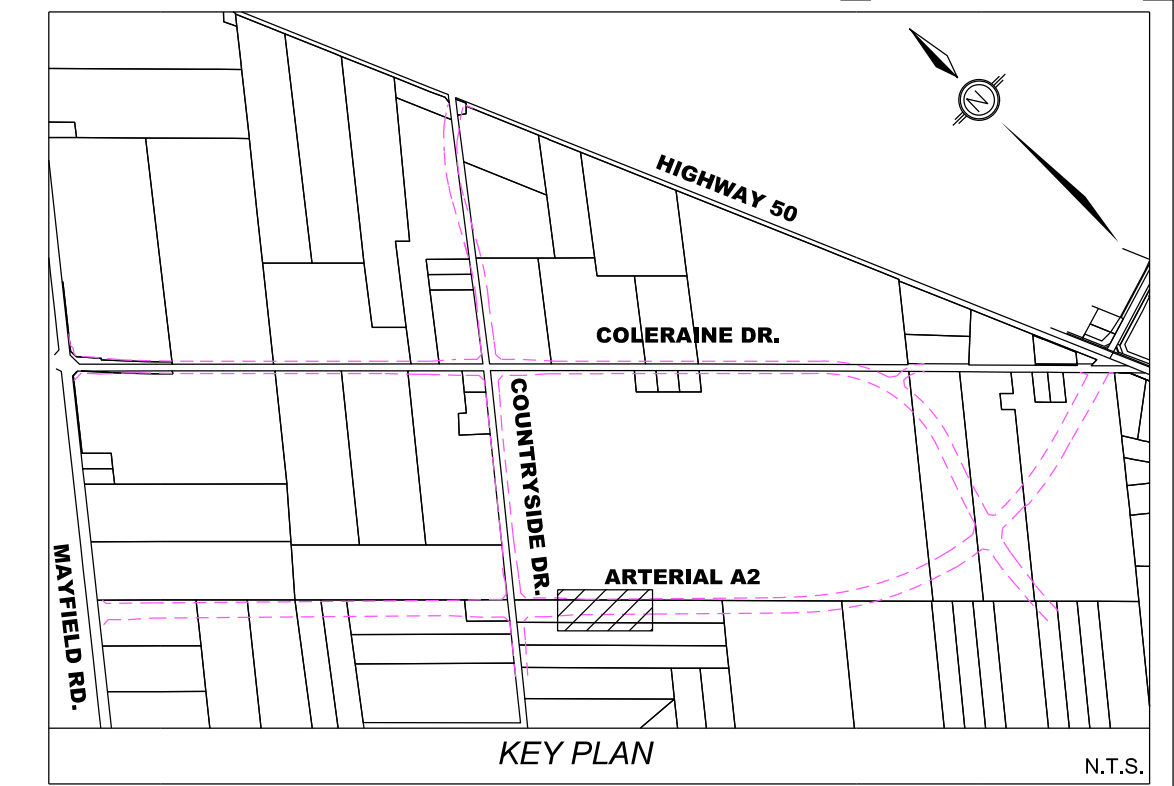 N
HIGHWAY 50
COLERAINE DR.
COUNTRYSIDE DR.
ARTERIAL A2
MAYFIELD RD.
KEY PLAN
N.T.S.